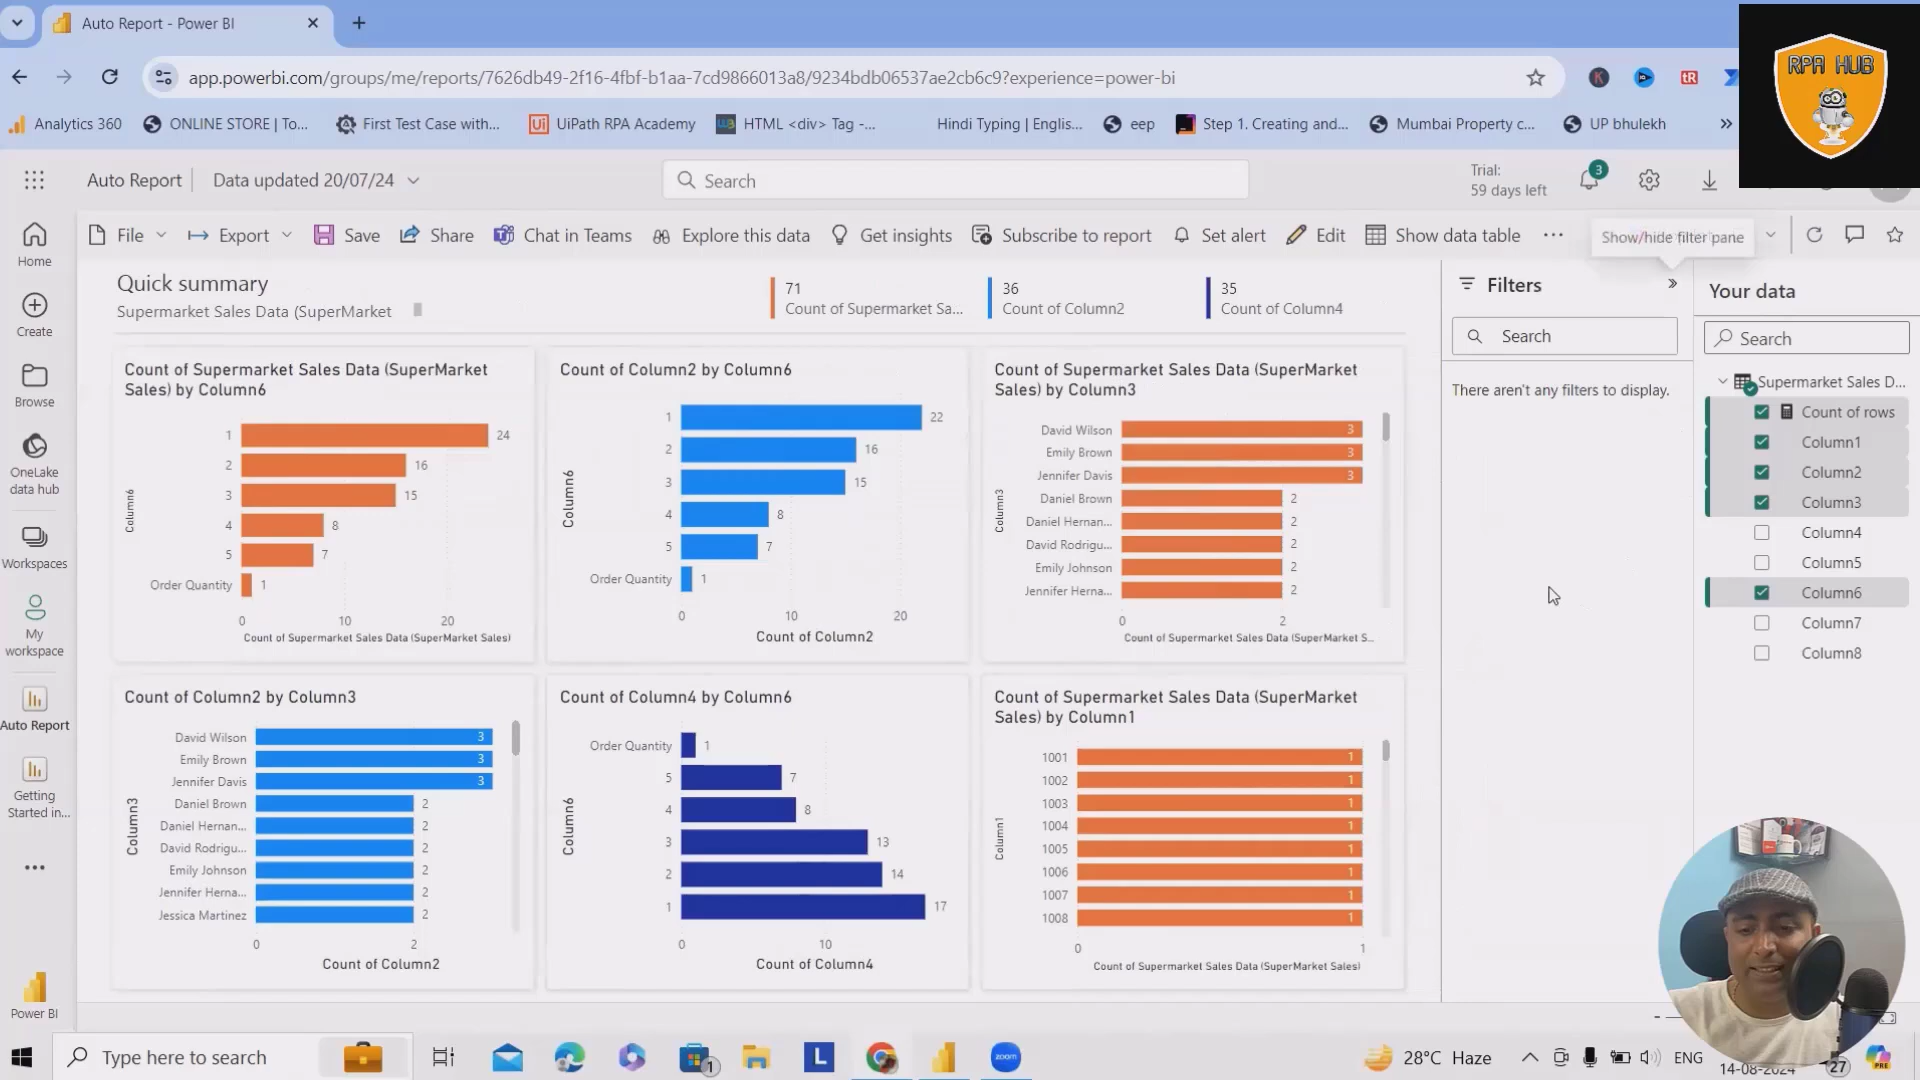 Auto Report - Power BI
app.powerbi.com/groups/me/reports/7626db49-2f16-4fbf-b1aa-7cd9866013a8/9234bdb06537ae2cb6c9?experience=power-bi
RPA HUB
Analytics 360
ONLINE STORE | To...
First Test Case with...
UiPath RPA Academy
HTML <div> Tag -...
Hindi Typing | Englis...
eep
Step 1. Creating and...
Mumbai Property c...
UP bhulekh
Auto Report
Data updated 20/07/24
Search
Trial:
59 days left
3
File
Export
Save
Share
Chat in Teams
Explore this data
Get insights
Subscribe to report
Set alert
Edit
Show data table
Show/hide filter pane
Home
Create
Browse
OneLake
data hub
Workspaces
My
workspace
Auto Report
Getting
Started in...
Power BI
Quick summary
Supermarket Sales Data (SuperMarket
71
Count of Supermarket Sa...
36
Count of Column2
35
Count of Column4
Count of Supermarket Sales Data (SuperMarket
Sales) by Column6
Column6
1 24
2 16
3 15
4 8
5 7
Order Quantity 1
0 10 20
Count of Supermarket Sales Data (SuperMarket Sales)
Count of Column2 by Column6
Column6
1 22
2 16
3 15
4 8
5 7
Order Quantity 1
0 10 20
Count of Column2
Count of Supermarket Sales Data (SuperMarket
Sales) by Column3
Column3
David Wilson 3
Emily Brown 3
Jennifer Davis 3
Daniel Brown 2
Daniel Hernan... 2
David Rodrigu... 2
Emily Johnson 2
Jennifer Herna... 2
0 2
Count of Supermarket Sales Data (SuperMarket S...
Count of Column2 by Column3
Column3
David Wilson 3
Emily Brown 3
Jennifer Davis 3
Daniel Brown 2
Daniel Hernan... 2
David Rodrigu... 2
Emily Johnson 2
Jennifer Herna... 2
Jessica Martinez 2
0 2
Count of Column2
Count of Column4 by Column6
Column6
Order Quantity 1
5 7
4 8
3 13
2 14
1 17
0 10
Count of Column4
Count of Supermarket Sales Data (SuperMarket
Sales) by Column1
Column1
1001 1
1002 1
1003 1
1004 1
1005 1
1006 1
1007 1
1008 1
0 1
Count of Supermarket Sales Data (SuperMarket Sales)
Filters
Search
There aren't any filters to display.
Your data
Search
Supermarket Sales D...
Count of rows
Column1
Column2
Column3
Column4
Column5
Column6
Column7
Column8
Type here to search
1
L
zoom
28°C Haze
ENG
14-08-2024
27
PRE